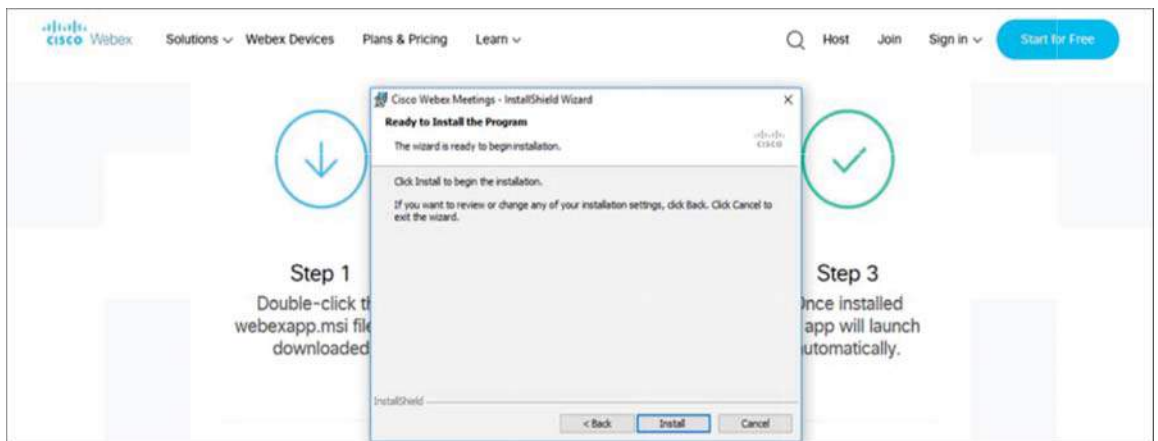 CISCO Webex Solutions Webex Devices Plans & Pricing Learn Host Join Sign in Start for Free
Cisco Webex Meetings - InstallShield Wizard
Ready to Install the Program
The wizard is ready to begin installation.
CISCO
Click Install to begin the installation.
If you want to review or change any of your installation settings, click Back. Click Cancel to
exit the wizard.
InstallShield
< Back Install Cancel
Step 1
Double-click th
webexapp.msi file
downloaded
Step 3
Once installed
app will launch
automatically.